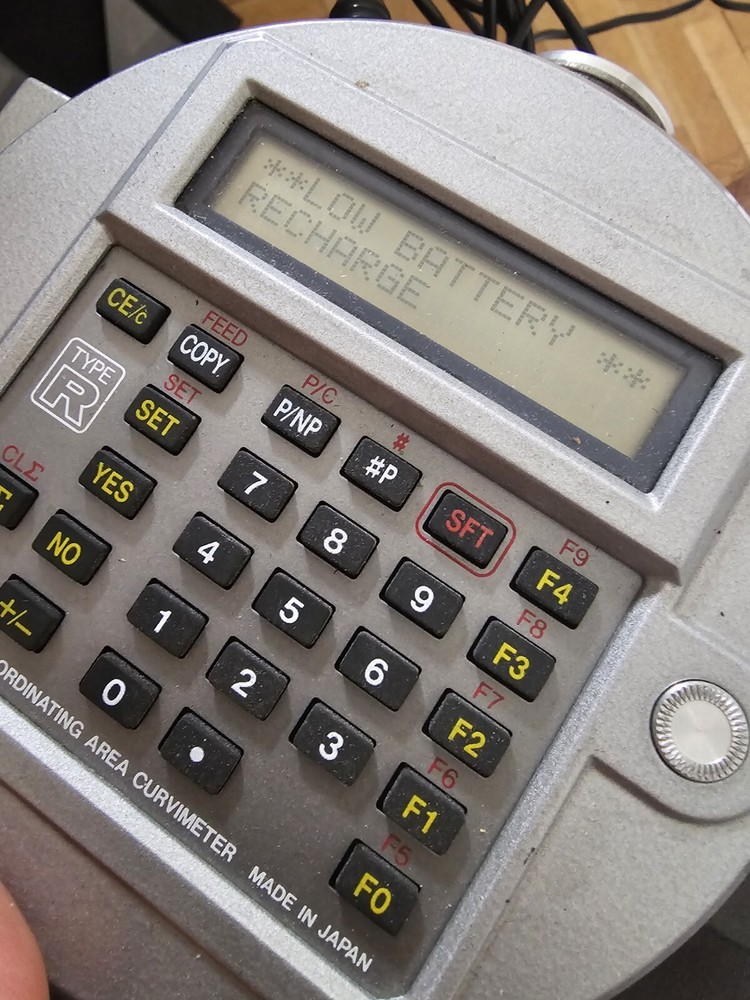 **LOW BATTERY **
RECHARGE
CE/c
FEED
COPY
TYPE
R
SET
SET
P/C
P/NP
#
#P
SFT
CLΣ
Σ
YES
7
8
9
F9
F4
NO
4
5
6
F8
F3
+/−
1
2
3
F7
F2
0
•
F6
F1
F5
F0
ORDINATING AREA CURVIMETER MADE IN JAPAN